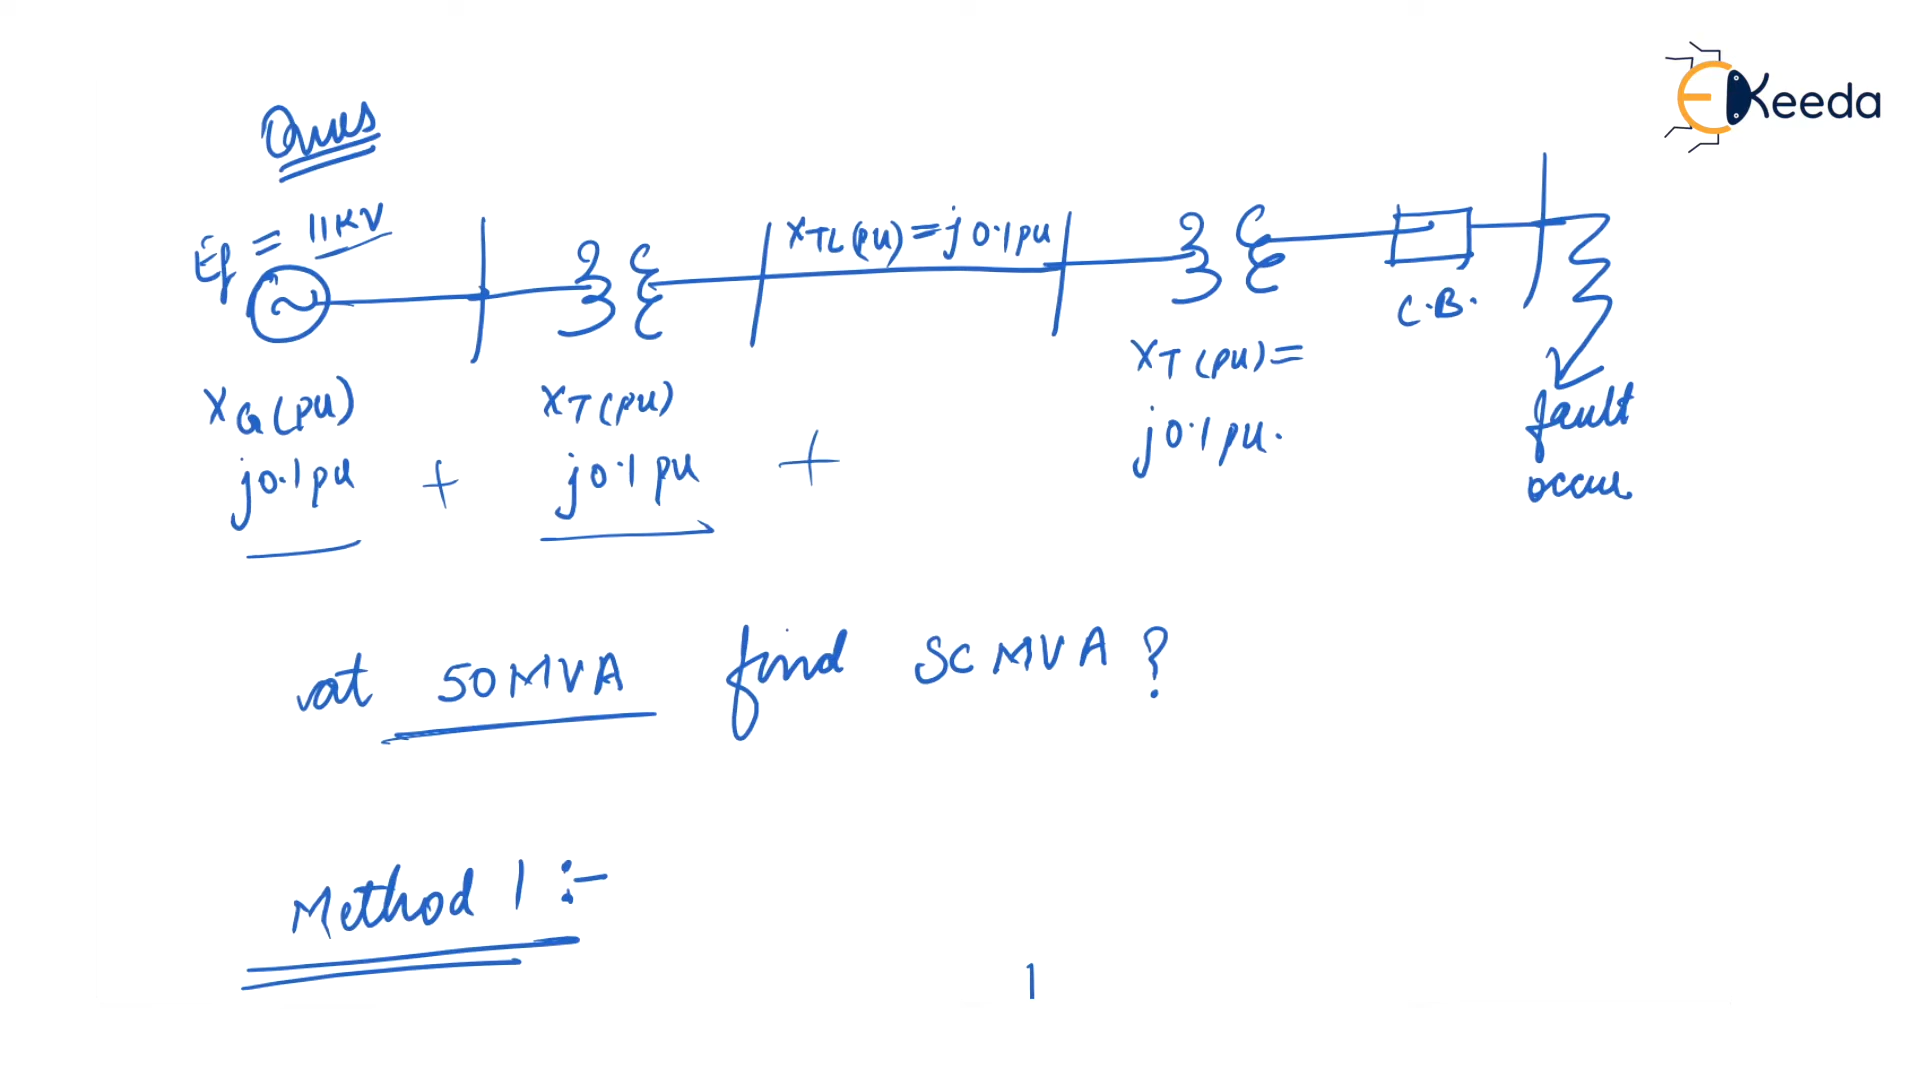 EKeeda
Ques
Ef = 11KV
XTL(pu) = j0.1pu
C.B.
XG(pu)
j0.1pu +
XT(pu)
j0.1pu +
XT(pu) =
j0.1pu.
fault
occur
at 50MVA find SC MVA ?
Method 1 :-
1